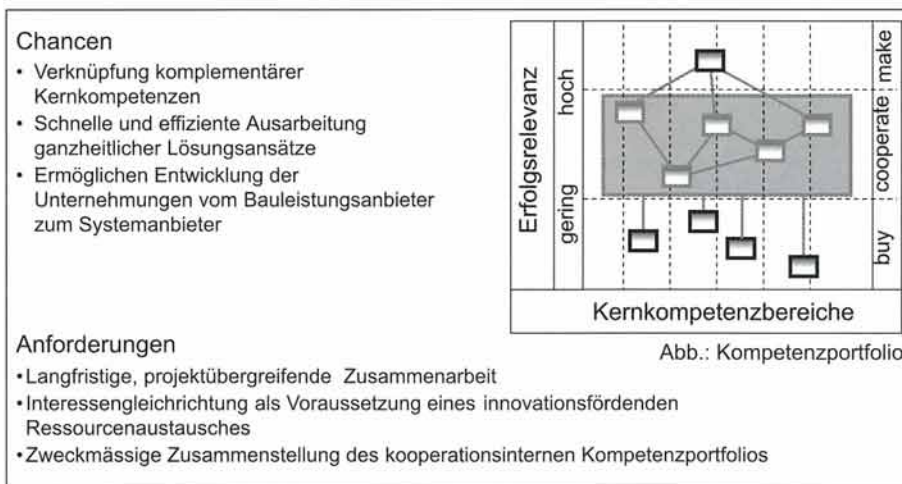 Chancen
• Verknüpfung komplementärer
Kernkompetenzen
• Schnelle und effiziente Ausarbeitung
ganzheitlicher Lösungsansätze
• Ermöglichen Entwicklung der
Unternehmungen vom Bauleistungsanbieter
zum Systemanbieter
Erfolgsrelevanz
hoch
gering
make
cooperate
buy
Kernkompetenzbereiche
Abb.: Kompetenzportfolio
Anforderungen
• Langfristige, projektübergreifende Zusammenarbeit
• Interessengleichrichtung als Voraussetzung eines innovationsfördenden
Ressourcenaustausches
• Zweckmässige Zusammenstellung des kooperationsinternen Kompetenzportfolios